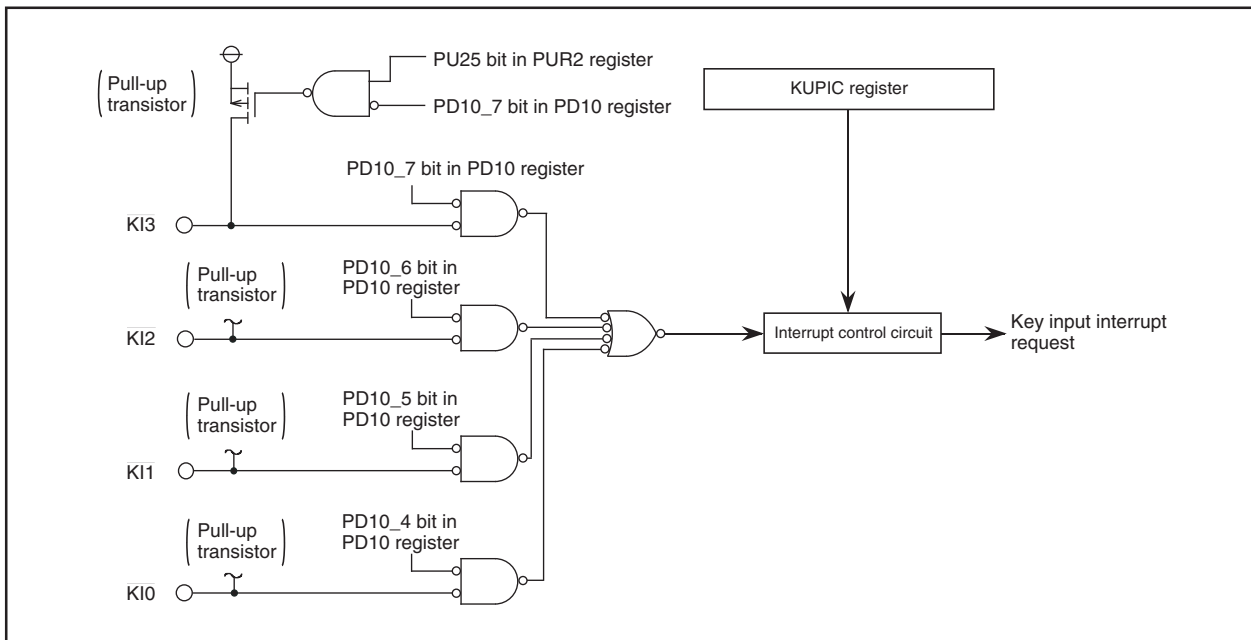 PU25 bit in PUR2 register
( Pull-up
transistor )
PD10_7 bit in PD10 register
KUPIC register
PD10_7 bit in PD10 register
KI3
( Pull-up
transistor )
PD10_6 bit in
PD10 register
KI2
Interrupt control circuit
Key input interrupt
request
( Pull-up
transistor )
PD10_5 bit in
PD10 register
KI1
( Pull-up
transistor )
PD10_4 bit in
PD10 register
KI0